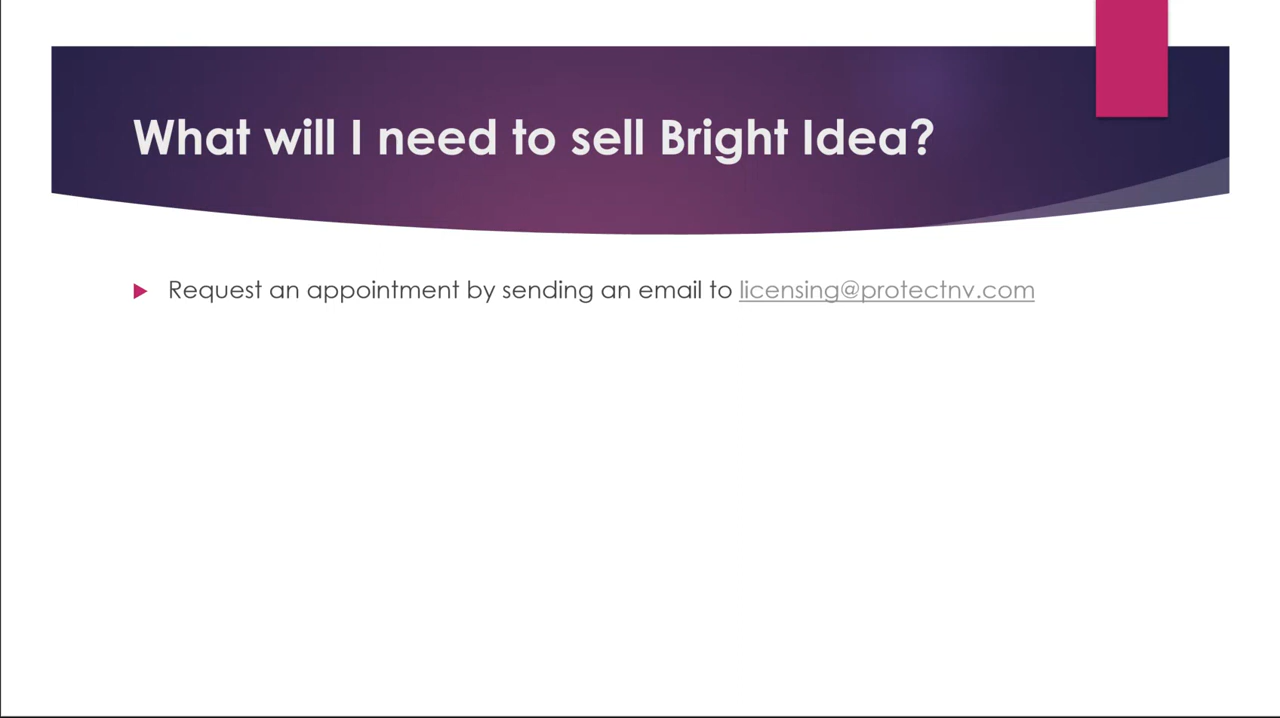 What will I need to sell Bright Idea?
Request an appointment by sending an email to licensing@protectnv.com